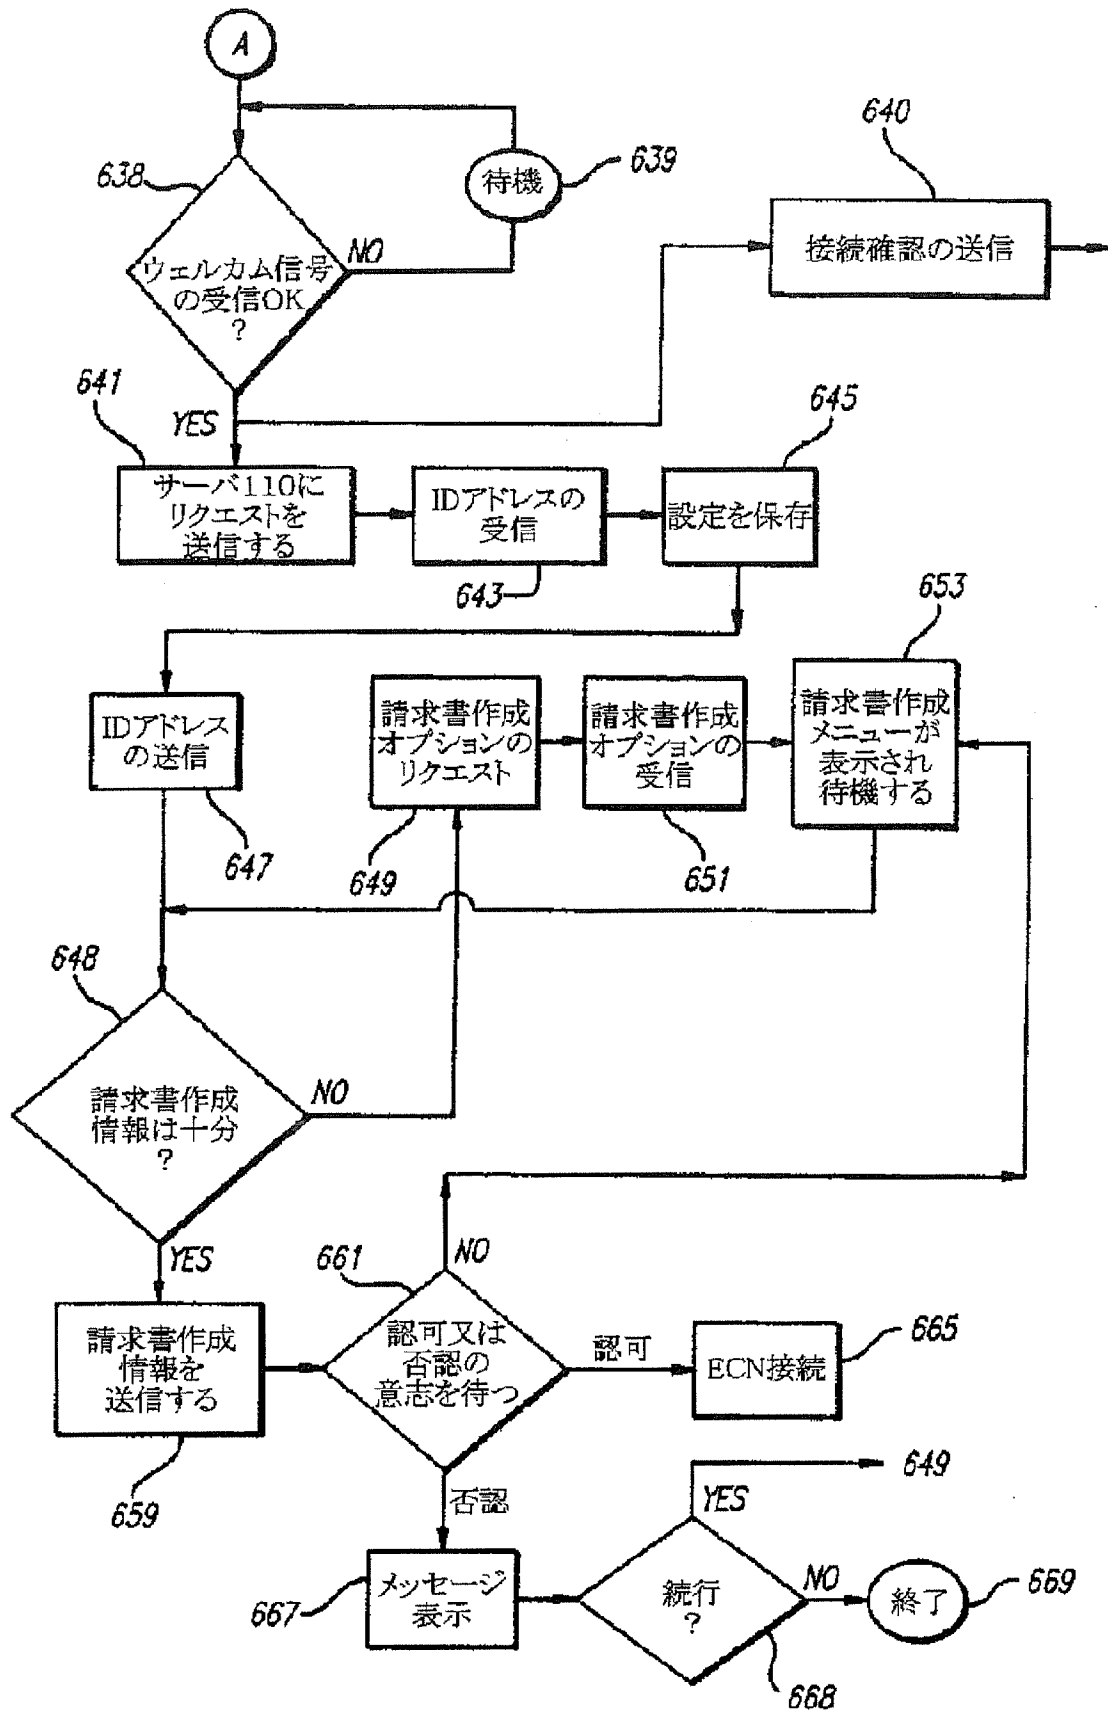 A
638
ウェルカム信号
の受信OK
?
NO
待機
639
640
接続確認の送信
YES
641
サーバ110に
リクエストを
送信する
IDアドレスの
受信
643
645
設定を保存
IDアドレス
の送信
647
請求書作成
オプションの
リクエスト
649
請求書作成
オプションの
受信
651
653
請求書作成
メニューが
表示され
待機する
648
請求書作成
情報は十分
?
NO
YES
請求書作成
情報を
送信する
659
661
認可又は
否認の
意志を待つ
NO
認可
ECN接続
665
否認
メッセージ
表示
667
続行
?
668
YES
649
NO
終了
669